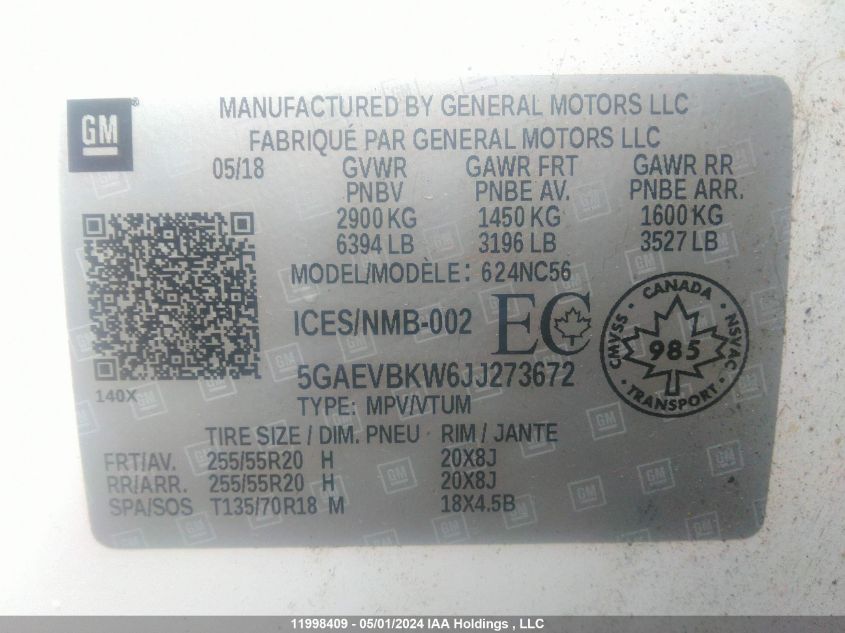 GM ®
MANUFACTURED BY GENERAL MOTORS LLC
FABRIQUÉ PAR GENERAL MOTORS LLC
05/18 GVWR GAWR FRT GAWR RR
PNBV PNBE AV. PNBE ARR.
2900 KG 1450 KG 1600 KG
6394 LB 3196 LB 3527 LB
MODEL/MODÈLE: 624NC56
ICES/NMB-002 EC
CANADA
CMVSS 985 NSVAC
TRANSPORT
5GAEVBKW6JJ273672
140X
TYPE: MPV/VTUM
TIRE SIZE / DIM. PNEU RIM / JANTE
FRT/AV. 255/55R20 H 20X8J
RR/ARR. 255/55R20 H 20X8J
SPA/SOS T135/70R18 M 18X4.5B
11998409 - 05/01/2024 IAA Holdings , LLC